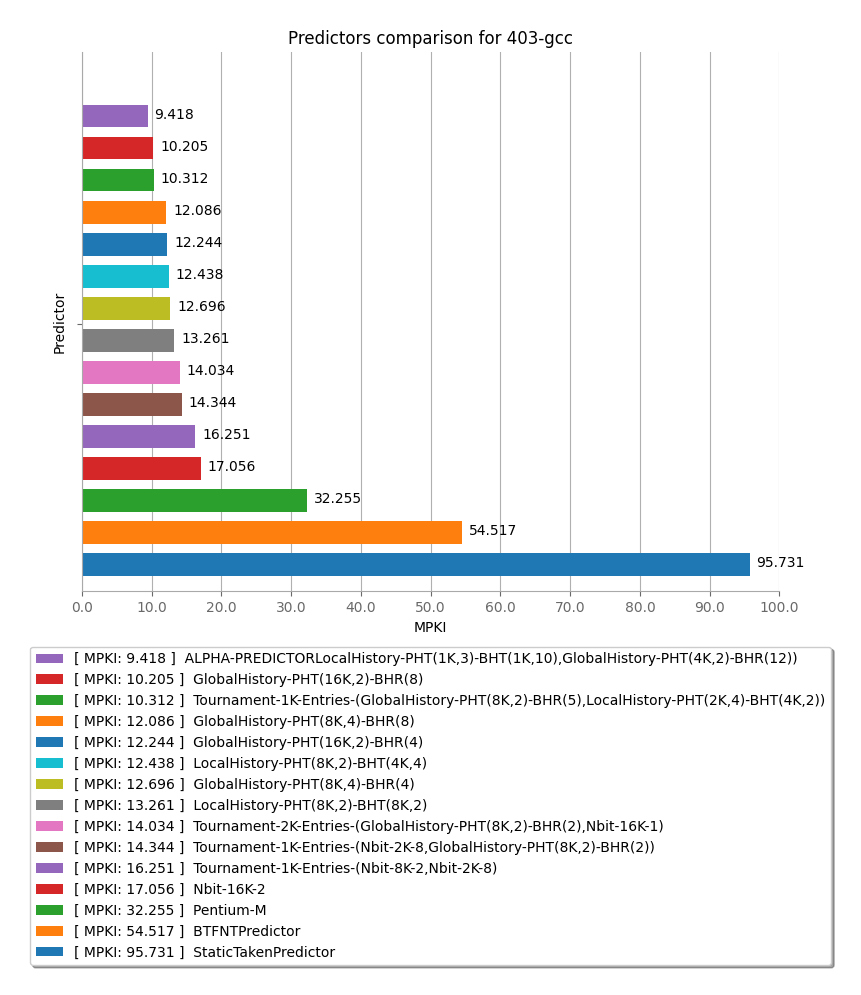 Predictors comparison for 403-gcc
9.418
10.205
10.312
12.086
12.244
12.438
12.696
13.261
14.034
14.344
16.251
17.056
32.255
54.517
95.731
Predictor
0.0 10.0 20.0 30.0 40.0 50.0 60.0 70.0 80.0 90.0 100.0
MPKI
[ MPKI: 9.418 ] ALPHA-PREDICTORLocalHistory-PHT(1K,3)-BHT(1K,10),GlobalHistory-PHT(4K,2)-BHR(12))
[ MPKI: 10.205 ] GlobalHistory-PHT(16K,2)-BHR(8)
[ MPKI: 10.312 ] Tournament-1K-Entries-(GlobalHistory-PHT(8K,2)-BHR(5),LocalHistory-PHT(2K,4)-BHT(4K,2))
[ MPKI: 12.086 ] GlobalHistory-PHT(8K,4)-BHR(8)
[ MPKI: 12.244 ] GlobalHistory-PHT(16K,2)-BHR(4)
[ MPKI: 12.438 ] LocalHistory-PHT(8K,2)-BHT(4K,4)
[ MPKI: 12.696 ] GlobalHistory-PHT(8K,4)-BHR(4)
[ MPKI: 13.261 ] LocalHistory-PHT(8K,2)-BHT(8K,2)
[ MPKI: 14.034 ] Tournament-2K-Entries-(GlobalHistory-PHT(8K,2)-BHR(2),Nbit-16K-1)
[ MPKI: 14.344 ] Tournament-1K-Entries-(Nbit-2K-8,GlobalHistory-PHT(8K,2)-BHR(2))
[ MPKI: 16.251 ] Tournament-1K-Entries-(Nbit-8K-2,Nbit-2K-8)
[ MPKI: 17.056 ] Nbit-16K-2
[ MPKI: 32.255 ] Pentium-M
[ MPKI: 54.517 ] BTFNTPredictor
[ MPKI: 95.731 ] StaticTakenPredictor